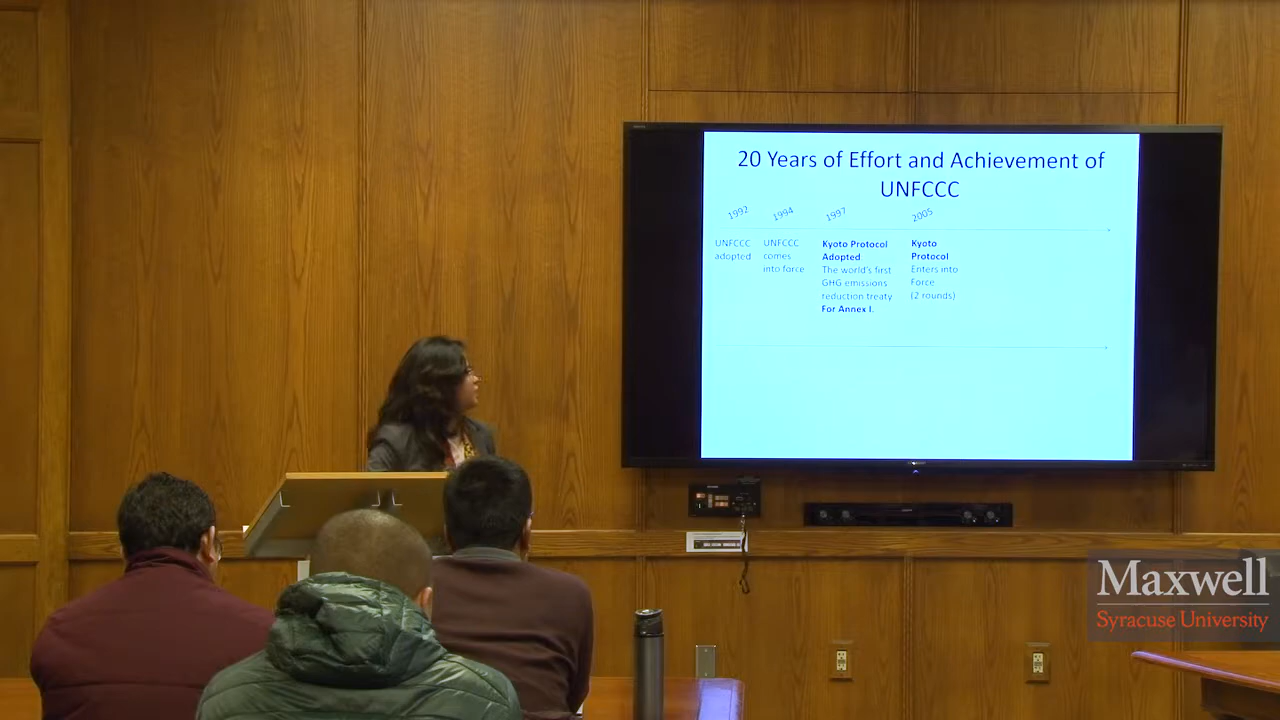 20 Years of Effort and Achievement of
UNFCCC
1992 1994 1997 2005
UNFCCC
adopted
UNFCCC
comes
into force
Kyoto Protocol
Adopted
The world's first
GHG emissions
reduction treaty
For Annex I.
Kyoto
Protocol
Enters into
Force
(2 rounds)
Maxwell
Syracuse University